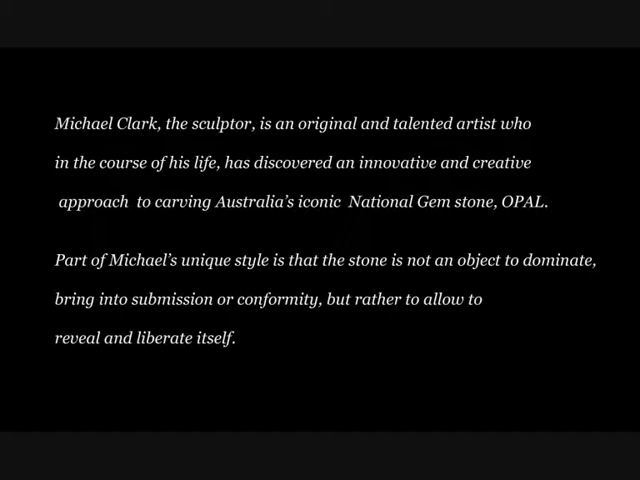 Michael Clark, the sculptor, is an original and talented artist who
in the course of his life, has discovered an innovative and creative
approach to carving Australia's iconic National Gem stone, OPAL.
Part of Michael's unique style is that the stone is not an object to dominate,
bring into submission or conformity, but rather to allow to
reveal and liberate itself.